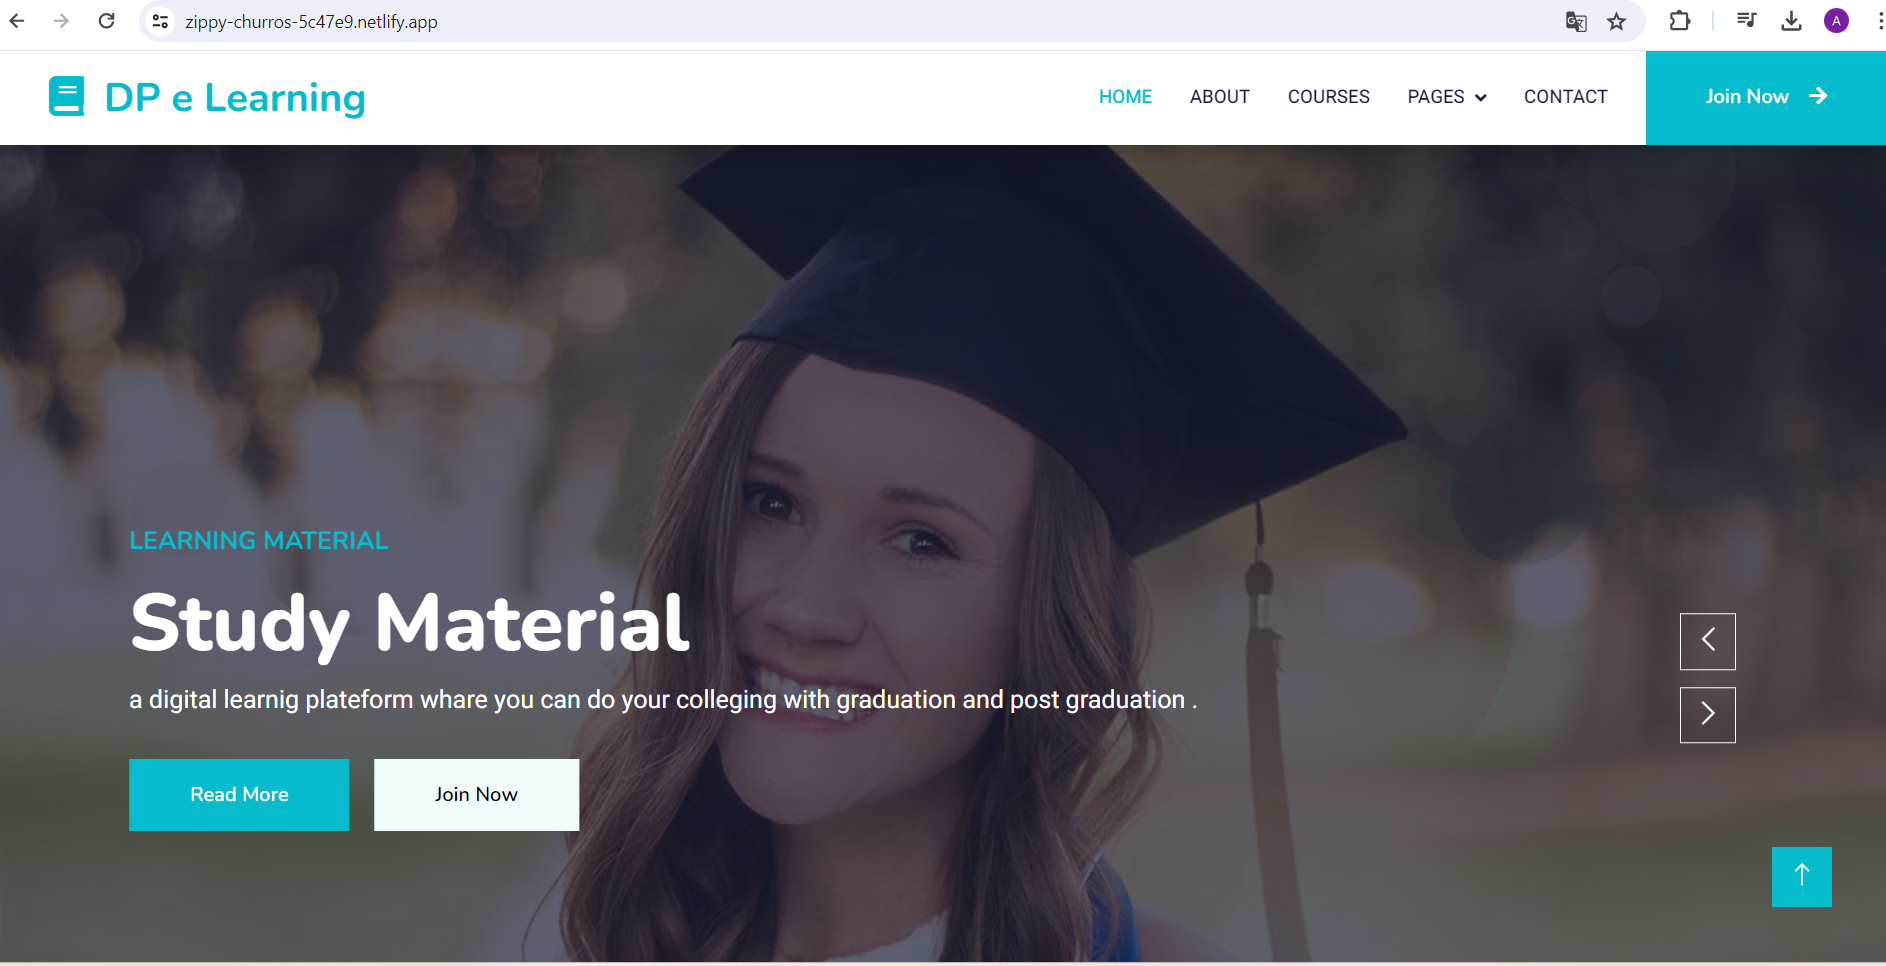 zippy-churros-5c47e9.netlify.app
A
DP e Learning
HOME
ABOUT
COURSES
PAGES
CONTACT
Join Now
LEARNING MATERIAL
Study Material
a digital learnig plateform whare you can do your colleging with graduation and post graduation .
Read More
Join Now